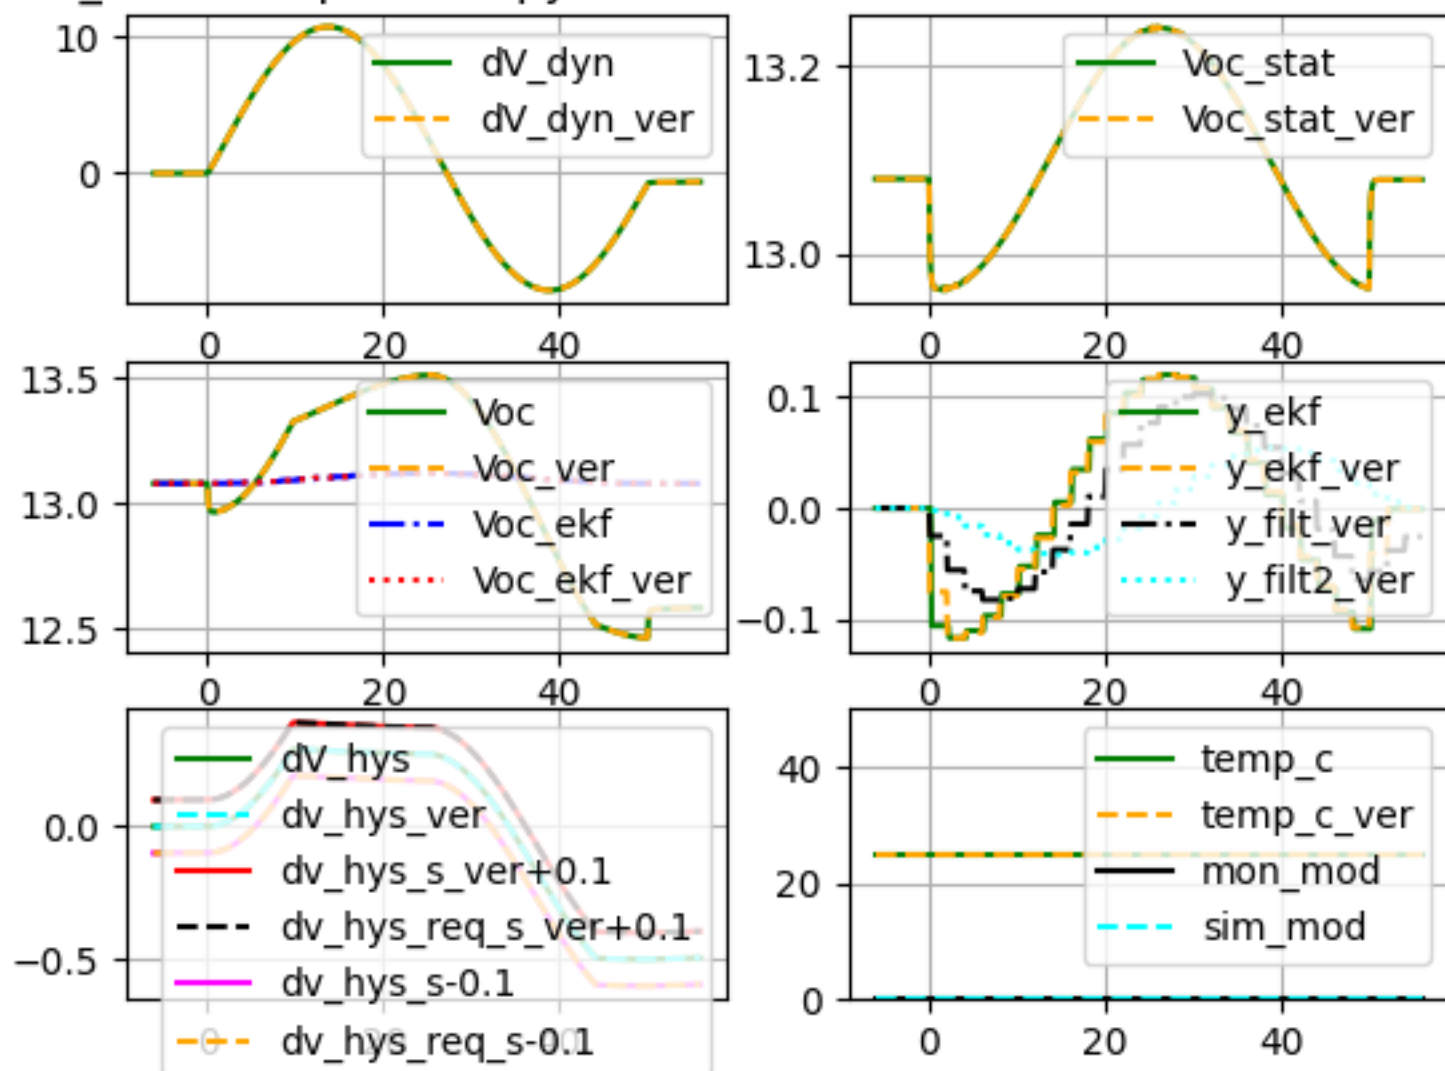 10
0
dV_dyn
dV_dyn_ver
0 20 40
13.2
13.0
Voc_stat
Voc_stat_ver
0 20 40
13.5
13.0
12.5
Voc
Voc_ver
Voc_ekf
Voc_ekf_ver
0 20 40
0.1
0.0
−0.1
y_ekf
y_ekf_ver
y_filt_ver
y_filt2_ver
0 20 40
0.0
−0.5
dV_hys
dv_hys_ver
dv_hys_s_ver+0.1
dv_hys_req_s_ver+0.1
dv_hys_s-0.1
dv_hys_req_s-0.1
0 20 40
40
20
0
temp_c
temp_c_ver
mon_mod
sim_mod
0 20 40